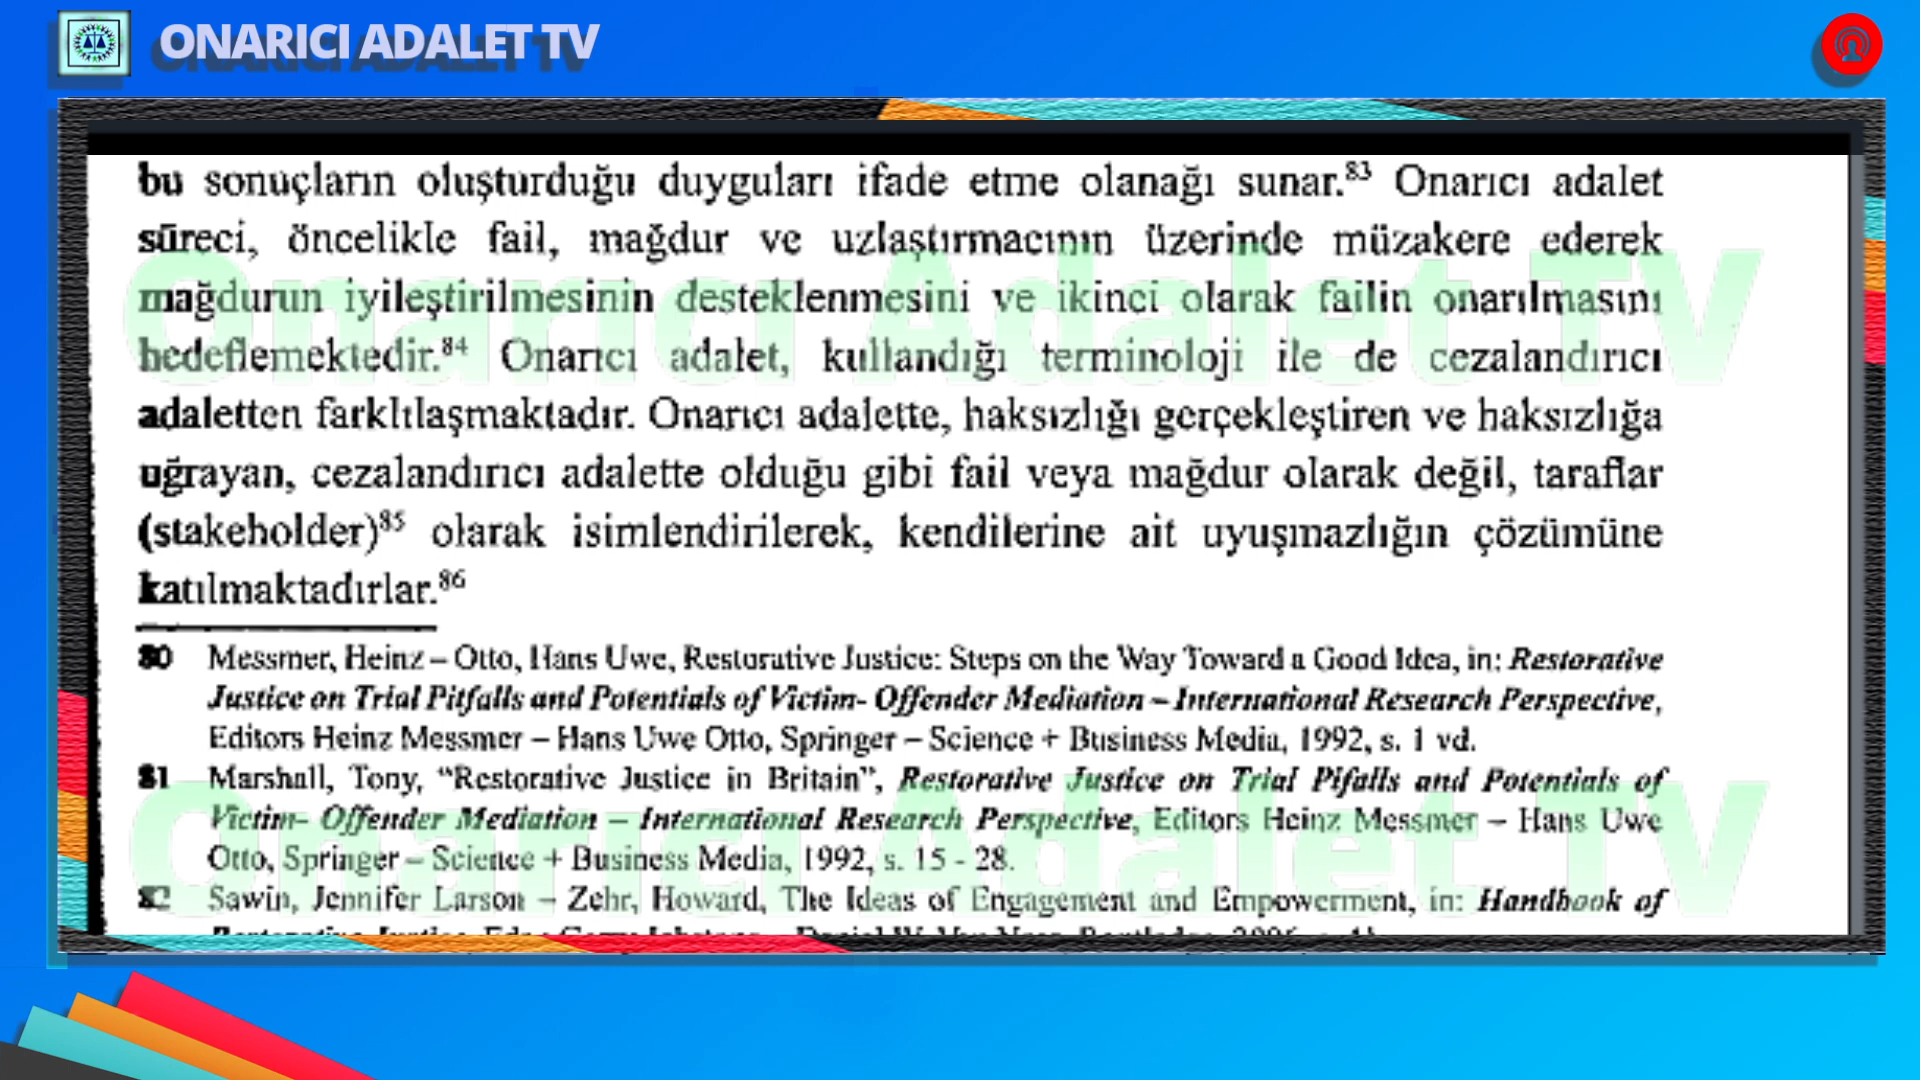 ONARICI ADALET TV
bu sonuçların oluşturduğu duyguları ifade etme olanağı sunar.83 Onarıcı adalet
süreci, öncelikle fail, mağdur ve uzlaştırmacının üzerinde müzakere ederek
mağdurun iyileştirilmesinin desteklenmesini ve ikinci olarak failin onarılmasını
hedeflemektedir.84 Onarıcı adalet, kullandığı terminoloji ile de cezalandırıcı
adaletten farklılaşmaktadır. Onarıcı adalette, haksızlığı gerçekleştiren ve haksızlığa
uğrayan, cezalandırıcı adalette olduğu gibi fail veya mağdur olarak değil, taraflar
(stakeholder)85 olarak isimlendirilerek, kendilerine ait uyuşmazlığın çözümüne
katılmaktadırlar.86
Onarıcı Adalet TV
80 Messmer, Heinz – Otto, Hans Uwe, Restorative Justice: Steps on the Way Toward a Good Idea, in: Restorative
Justice on Trial Pitfalls and Potentials of Victim- Offender Mediation – International Research Perspective,
Editors Heinz Messmer – Hans Uwe Otto, Springer – Science + Business Media, 1992, s. 1 vd.
81 Marshall, Tony, “Restorative Justice in Britain”, Restorative Justice on Trial Pifalls and Potentials of
Victim- Offender Mediation – International Research Perspective, Editors Heinz Messmer – Hans Uwe
Otto, Springer – Science + Business Media, 1992, s. 15 - 28.
82 Sawin, Jennifer Larson – Zehr, Howard, The Ideas of Engagement and Empowerment, in: Handbook of
Onarıcı Adalet TV